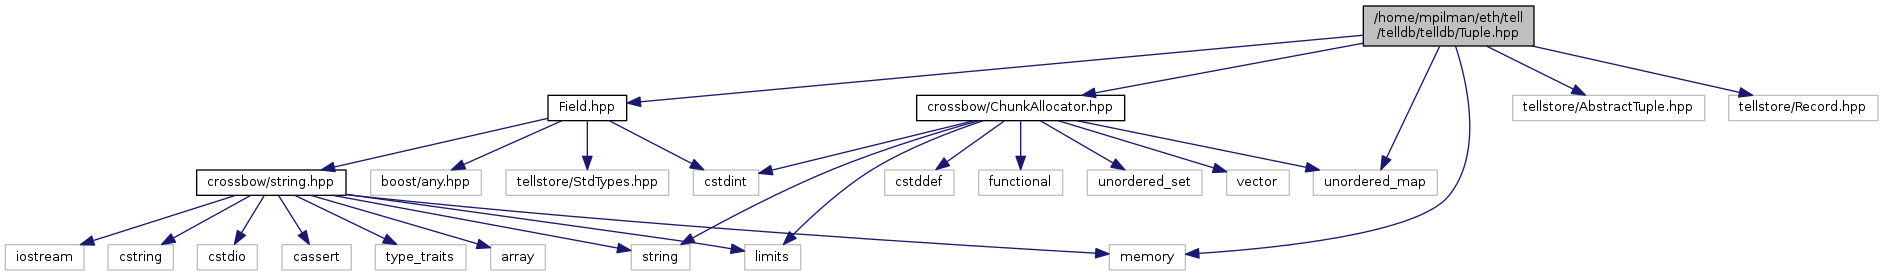 /home/mpilman/eth/tell
/telldb/telldb/Tuple.hpp
Field.hpp
crossbow/ChunkAllocator.hpp
tellstore/AbstractTuple.hpp
tellstore/Record.hpp
crossbow/string.hpp
boost/any.hpp
tellstore/StdTypes.hpp
cstdint
cstddef
functional
unordered_set
vector
unordered_map
iostream
cstring
cstdio
cassert
type_traits
array
string
limits
memory